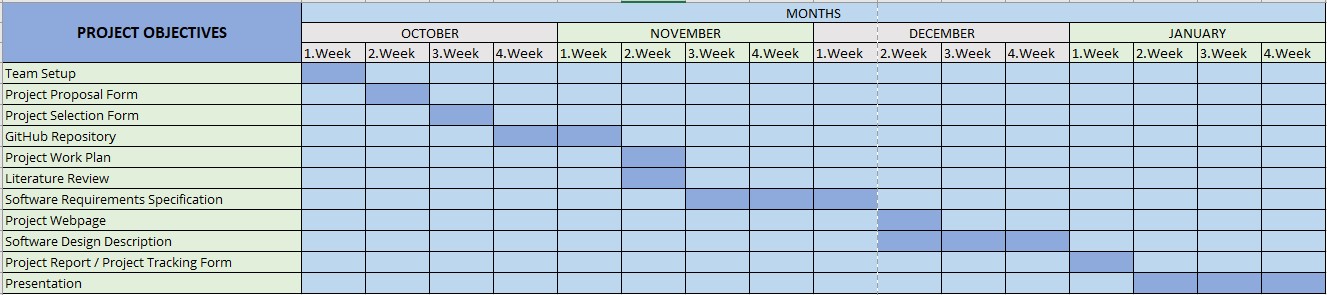 PROJECT OBJECTIVES
MONTHS
OCTOBER NOVEMBER DECEMBER JANUARY
1.Week 2.Week 3.Week 4.Week 1.Week 2.Week 3.Week 4.Week 1.Week 2.Week 3.Week 4.Week 1.Week 2.Week 3.Week 4.Week
Team Setup
Project Proposal Form
Project Selection Form
GitHub Repository
Project Work Plan
Literature Review
Software Requirements Specification
Project Webpage
Software Design Description
Project Report / Project Tracking Form
Presentation